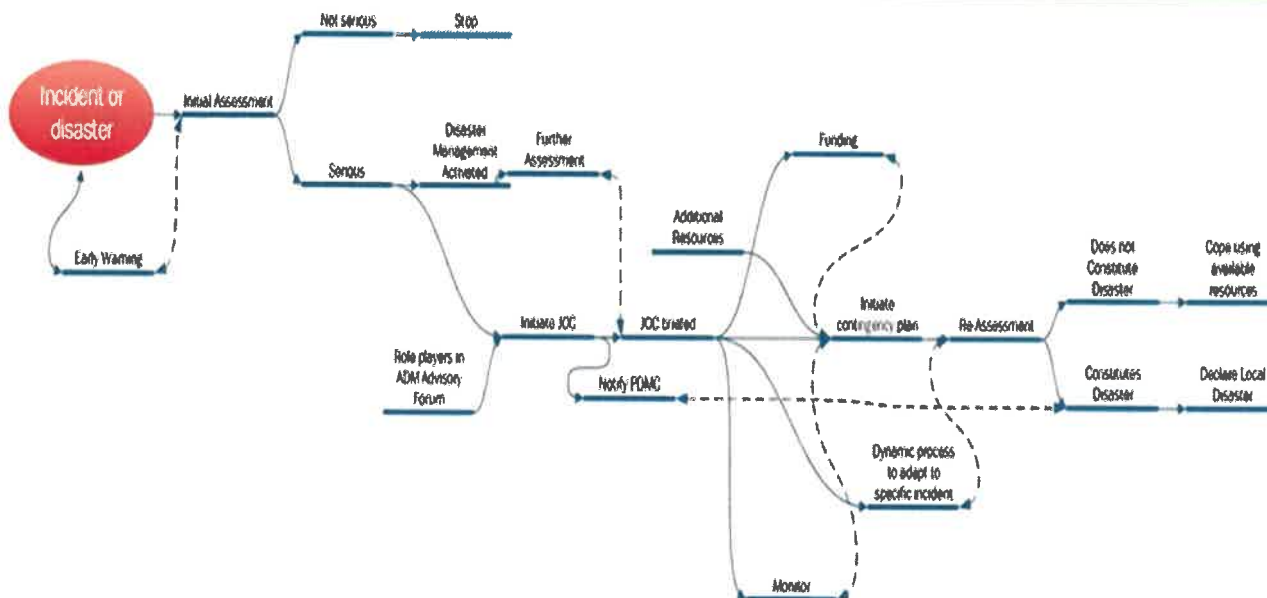 Not serious
Stop
Incident or
disaster
Initial Assessment
Disaster
Management
Activated
Further
Assessment
Funding
Serious
Additional
Resources
Early Warning
Does not
Constitute
Disaster
Cope using
available
resources
Initiate
contingency plan
Initiate JOC
JOC briefed
Re Assessment
Role players in
ADM Advisory
Forum
Notify PDMC
Constitutes
Disaster
Declare Local
Disaster
Dynamic process
to adapt to
specific incident
Monitor